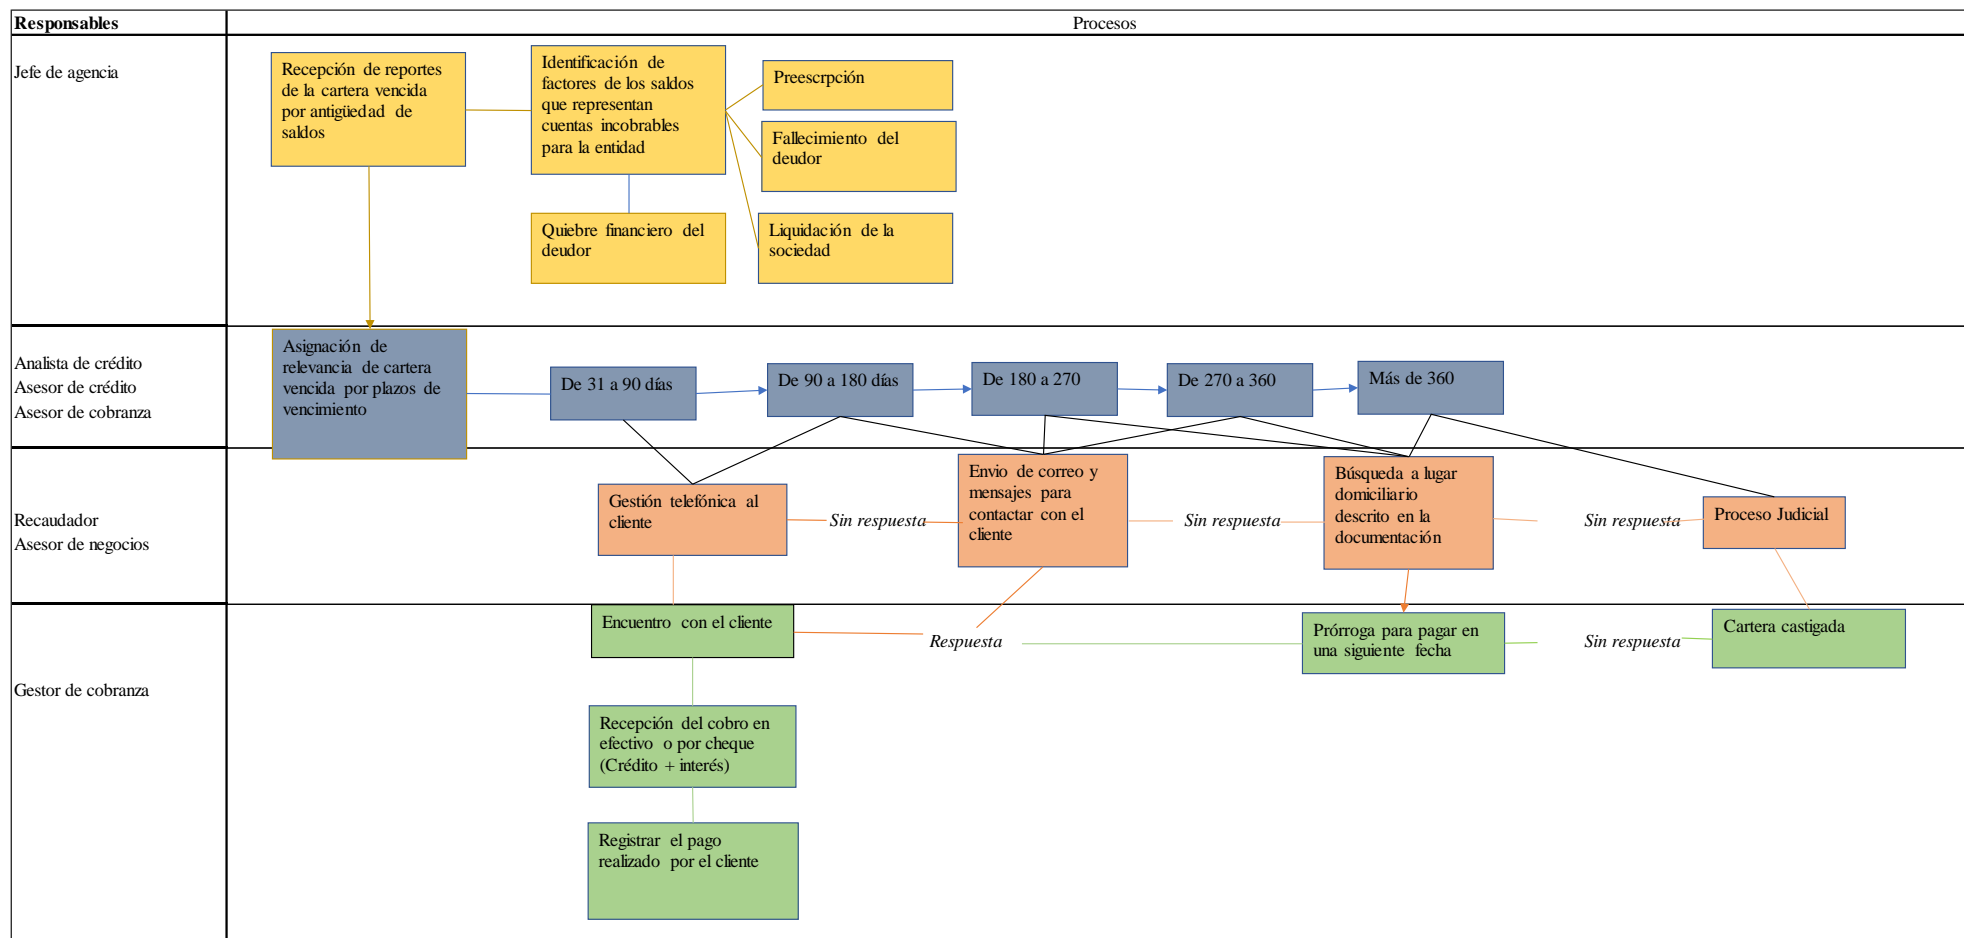 Responsables
Procesos
Jefe de agencia
Recepción de reportes
de la cartera vencida
por antigüedad de
saldos
Identificación de
factores de los saldos
que representan
cuentas incobrables
para la entidad
Preescrpción
Fallecimiento del
deudor
Quiebre financiero del
deudor
Liquidación de la
sociedad
Analista de crédito
Asesor de crédito
Asesor de cobranza
Asignación de
relevancia de cartera
vencida por plazos de
vencimiento
De 31 a 90 días
De 90 a 180 días
De 180 a 270
De 270 a 360
Más de 360
Recaudador
Asesor de negocios
Gestión telefónica al
cliente
Sin respuesta
Envio de correo y
mensajes para
contactar con el
cliente
Sin respuesta
Búsqueda a lugar
domiciliario
descrito en la
documentación
Sin respuesta
Proceso Judicial
Gestor de cobranza
Encuentro con el cliente
Respuesta
Prórroga para pagar en
una siguiente fecha
Sin respuesta
Cartera castigada
Recepción del cobro en
efectivo o por cheque
(Crédito + interés)
Registrar el pago
realizado por el cliente